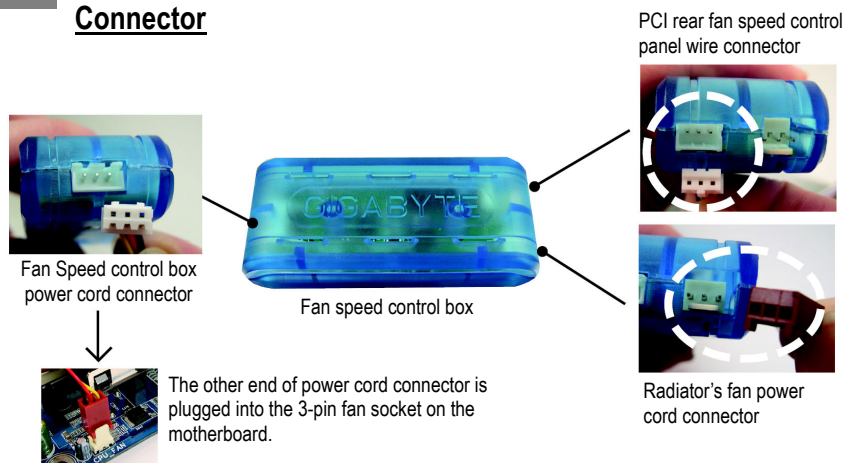 Connector
PCI rear fan speed control
panel wire connector
GIGABYTE
Fan Speed control box
power cord connector
Fan speed control box
Radiator's fan power
cord connector
The other end of power cord connector is
plugged into the 3-pin fan socket on the
motherboard.
CPU_FAN